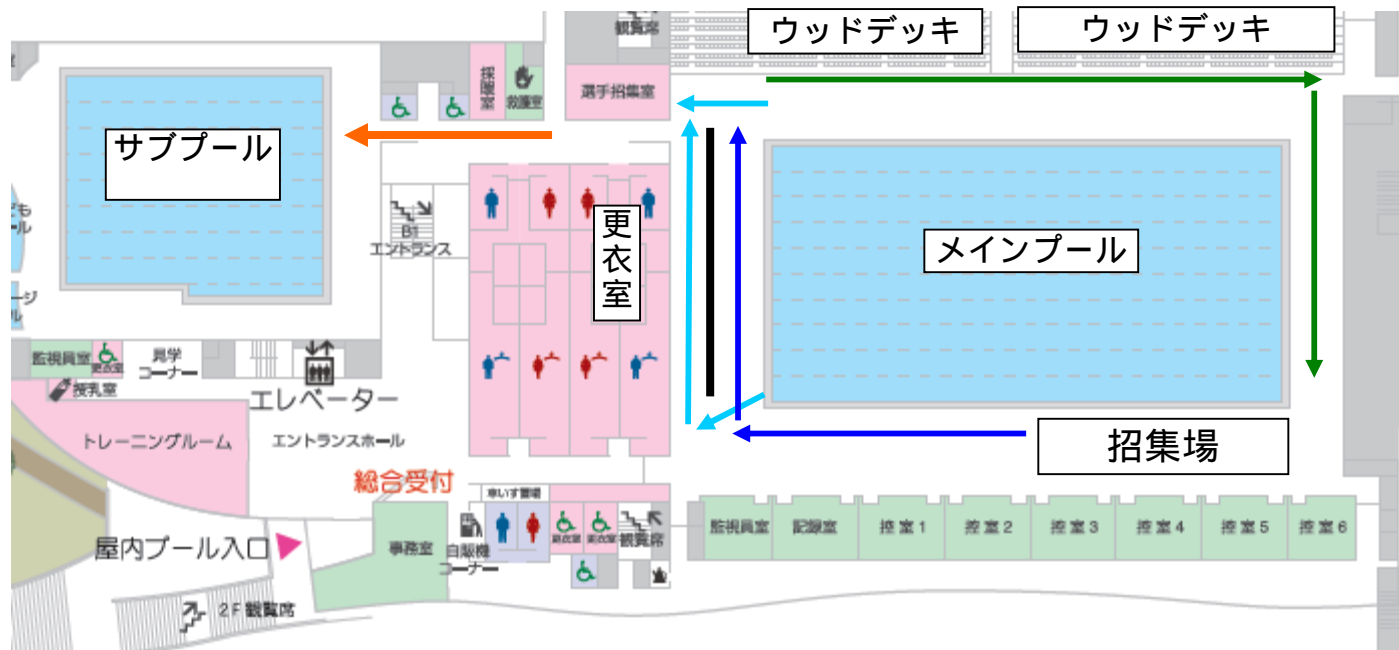 観覧席
ウッドデッキ
ウッドデッキ
採暖室
救護室
選手招集室
サブプール
更衣室
メインプール
B1
エントランス
監視員室
更衣室
見学
コーナー
授乳室
エレベーター
トレーニングルーム
エントランスホール
招集場
総合受付
車いす置場
監視員室
記録室
控室1
控室2
控室3
控室4
控室5
控室6
屋内プール入口
事務室
自販機
コーナー
更衣室
更衣室
観覧席
2F観覧席